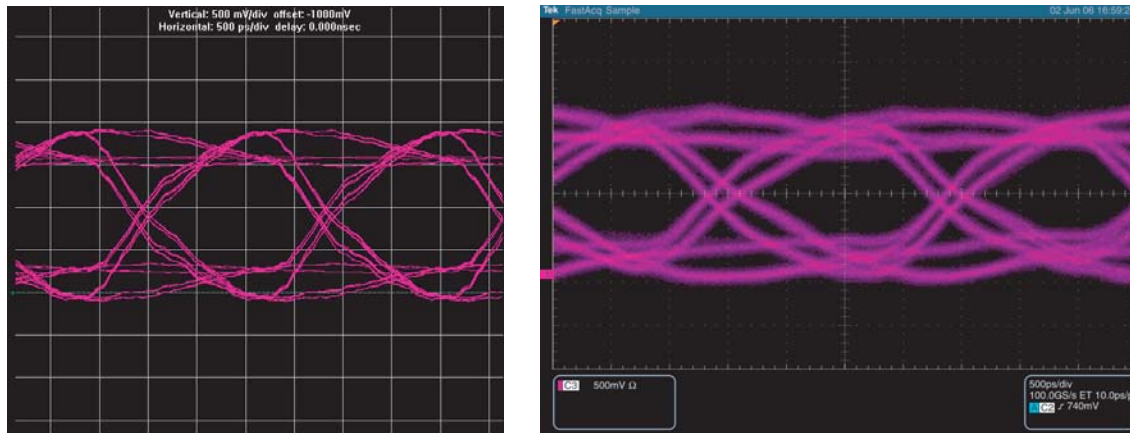 Vertical: 500 mV/div offset: -1000mV
Horizontal: 500 ps/div delay: 0.000nsec
Tek FastAcq Sample
02 Jun 06 16:59:2
C3 500mV Ω
500ps/div
100.0GS/s ET 10.0ps/p
A C2 ƒ 740mV